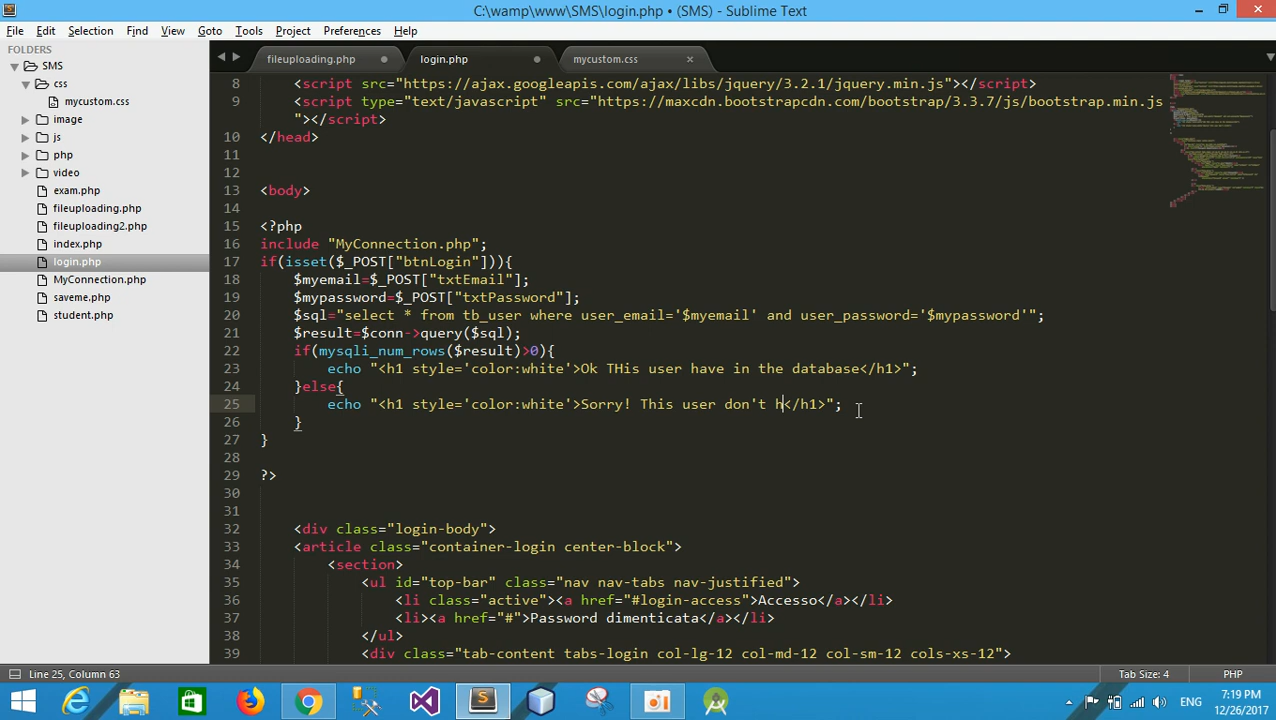 C:\wamp\www\SMS\login.php • (SMS) - Sublime Text
File Edit Selection Find View Goto Tools Project Preferences Help
FOLDERS
SMS
css
mycustom.css
image
js
php
video
exam.php
fileuploading.php
fileuploading2.php
index.php
login.php
MyConnection.php
saveme.php
student.php
fileuploading.php login.php mycustom.css
8 <script src="https://ajax.googleapis.com/ajax/libs/jquery/3.2.1/jquery.min.js"></script>
9 <script type="text/javascript" src="https://maxcdn.bootstrapcdn.com/bootstrap/3.3.7/js/bootstrap.min.js
"></script>
10 </head>
11
12
13 <body>
14
15 <?php
16 include "MyConnection.php";
17 if(isset($_POST["btnLogin"])){
18 $myemail=$_POST["txtEmail"];
19 $mypassword=$_POST["txtPassword"];
20 $sql="select * from tb_user where user_email='$myemail' and user_password='$mypassword'";
21 $result=$conn->query($sql);
22 if(mysqli_num_rows($result)>0){
23 echo "<h1 style='color:white'>Ok THis user have in the database</h1>";
24 }else{
25 echo "<h1 style='color:white'>Sorry! This user don't h</h1>";
26 }
27 }
28
29 ?>
30
31
32 <div class="login-body">
33 <article class="container-login center-block">
34 <section>
35 <ul id="top-bar" class="nav nav-tabs nav-justified">
36 <li class="active"><a href="#login-access">Accesso</a></li>
37 <li><a href="#">Password dimenticata</a></li>
38 </ul>
39 <div class="tab-content tabs-login col-lg-12 col-md-12 col-sm-12 cols-xs-12">
Line 25, Column 63 Tab Size: 4 PHP
ENG
7:19 PM
12/26/2017